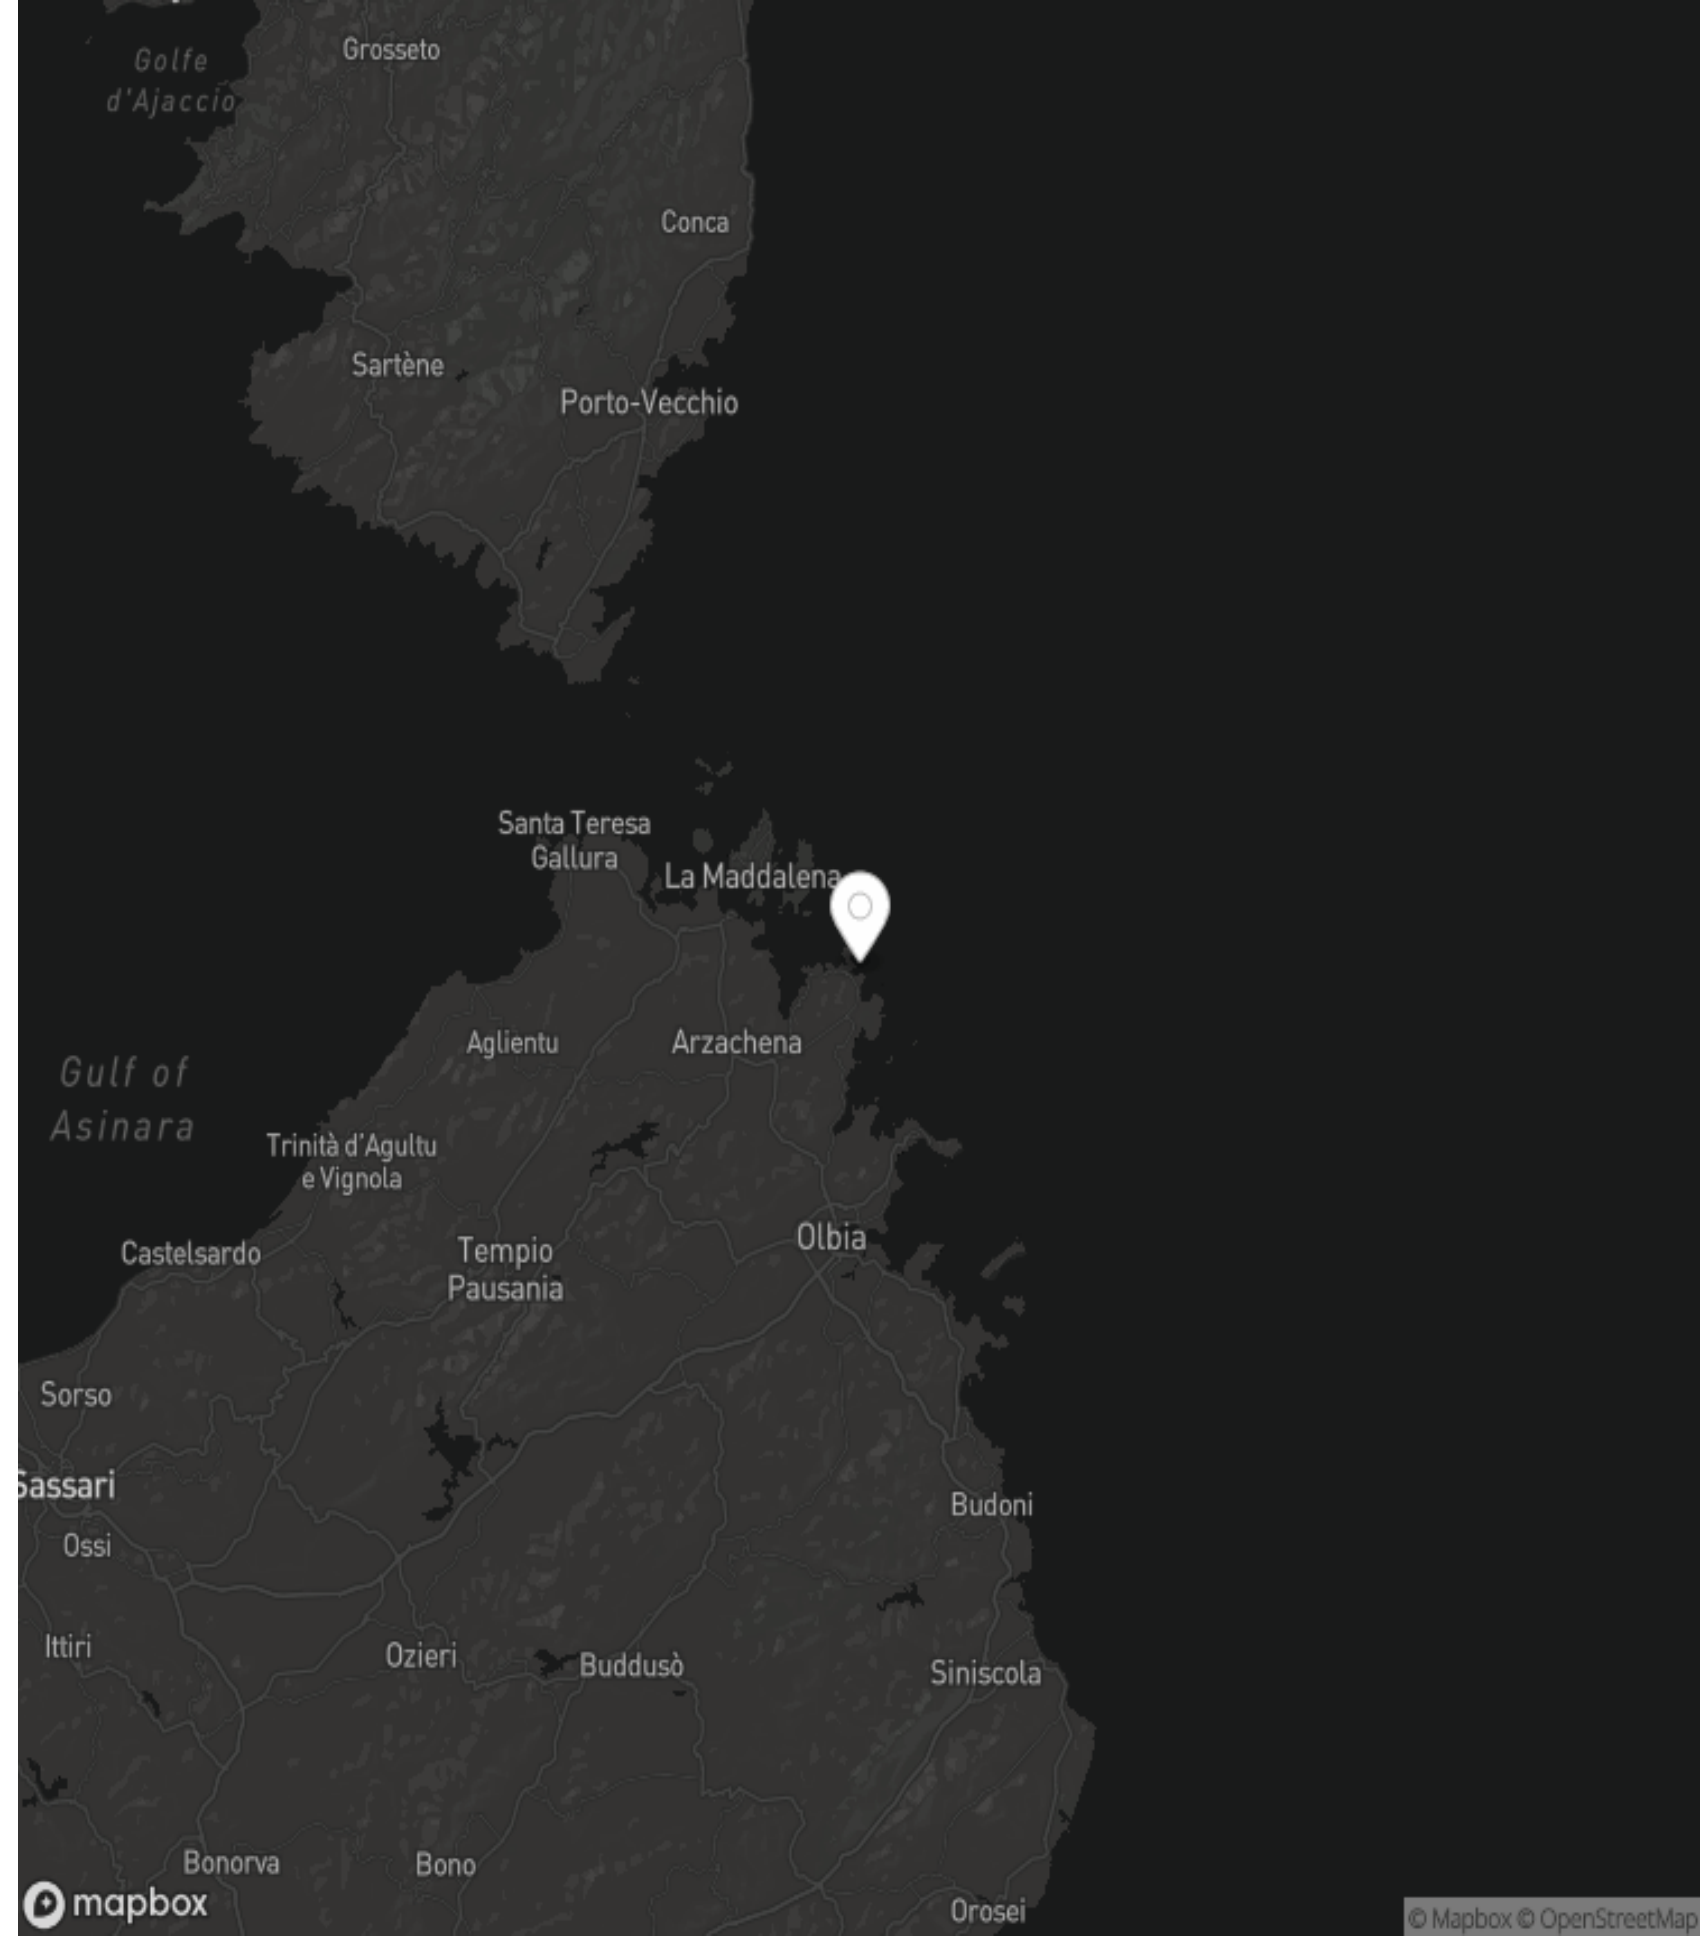 Golfe
d'Ajaccio
Grosseto
Conca
Sartène
Porto-Vecchio
Santa Teresa
Gallura
La Maddalena
Aglientu
Arzachena
Gulf of
Asinara
Trinità d'Agultu
e Vignola
Castelsardo
Tempio
Pausania
Olbia
Sorso
Sassari
Ossi
Budoni
Ittiri
Ozieri
Buddusò
Siniscola
Bonorva
Bono
Orosei
mapbox
© Mapbox © OpenStreetMap